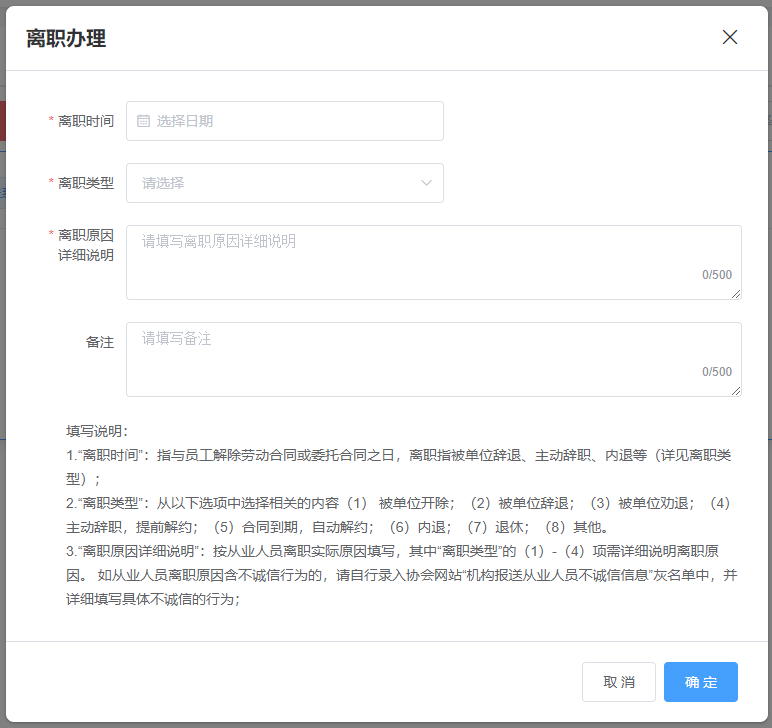 离职办理
* 离职时间
选择日期
* 离职类型
请选择
* 离职原因
详细说明
请填写离职原因详细说明
0/500
备注
请填写备注
0/500
填写说明：
1.“离职时间”：指与员工解除劳动合同或委托合同之日，离职指被单位辞退、主动辞职、内退等（详见离职类
型）；
2.“离职类型”：从以下选项中选择相关的内容（1） 被单位开除；（2）被单位辞退；（3）被单位劝退；（4）
主动辞职，提前解约；（5）合同到期，自动解约；（6）内退；（7）退休；（8）其他。
3.“离职原因详细说明”：按从业人员离职实际原因填写，其中“离职类型”的（1）-（4）项需详细说明离职原
因。 如从业人员离职原因含不诚信行为的，请自行录入协会网站“机构报送从业人员不诚信信息”灰名单中，并
详细填写具体不诚信的行为；
取 消
确 定